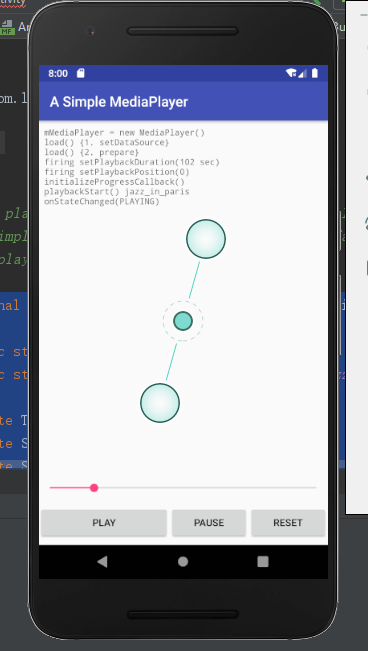 8:00
A Simple MediaPlayer
mMediaPlayer = new MediaPlayer()
load() {1. setDataSource}
load() {2. prepare}
firing setPlaybackDuration(102 sec)
firing setPlaybackPosition(0)
initializeProgressCallback()
playbackStart() jazz_in_paris
onStateChanged(PLAYING)
PLAY PAUSE RESET